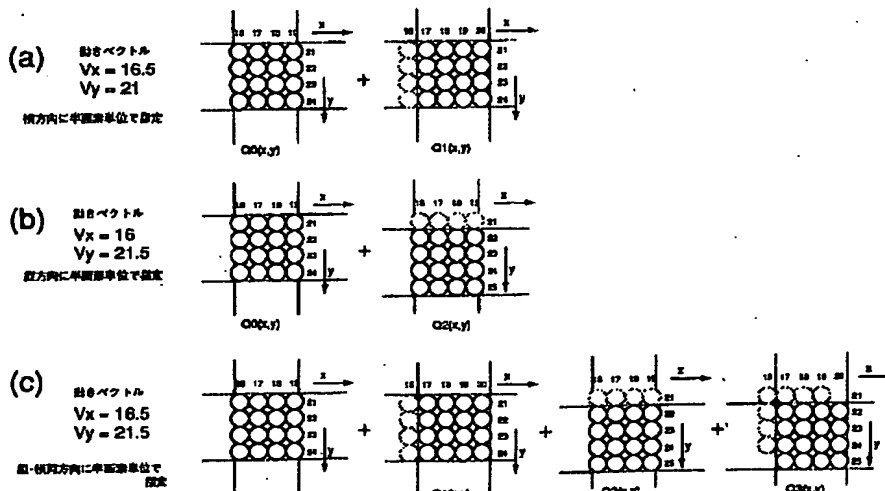 (a)
動きベクトル
Vx = 16.5
Vy = 21
横方向に半画素単位で指定
16 17 18 19
x
21
22
23
24
y
Q0(x,y)
+
16 17 18 19 20
x
21
22
23
24
y
Q1(x,y)
(b)
動きベクトル
Vx = 16
Vy = 21.5
縦方向に半画素単位で指定
16 17 18 19
x
21
22
23
24
y
Q0(x,y)
+
16 17 18 19
x
21
22
23
24
25
y
Q2(x,y)
(c)
動きベクトル
Vx = 16.5
Vy = 21.5
縦・横両方向に半画素単位で
指定
16 17 18 19
x
21
22
23
24
y
+
16 17 18 19 20
x
21
22
23
24
y
+
16 17 18 19
x
21
22
23
24
25
y
+
16 17 18 19 20
x
21
22
23
24
25
y